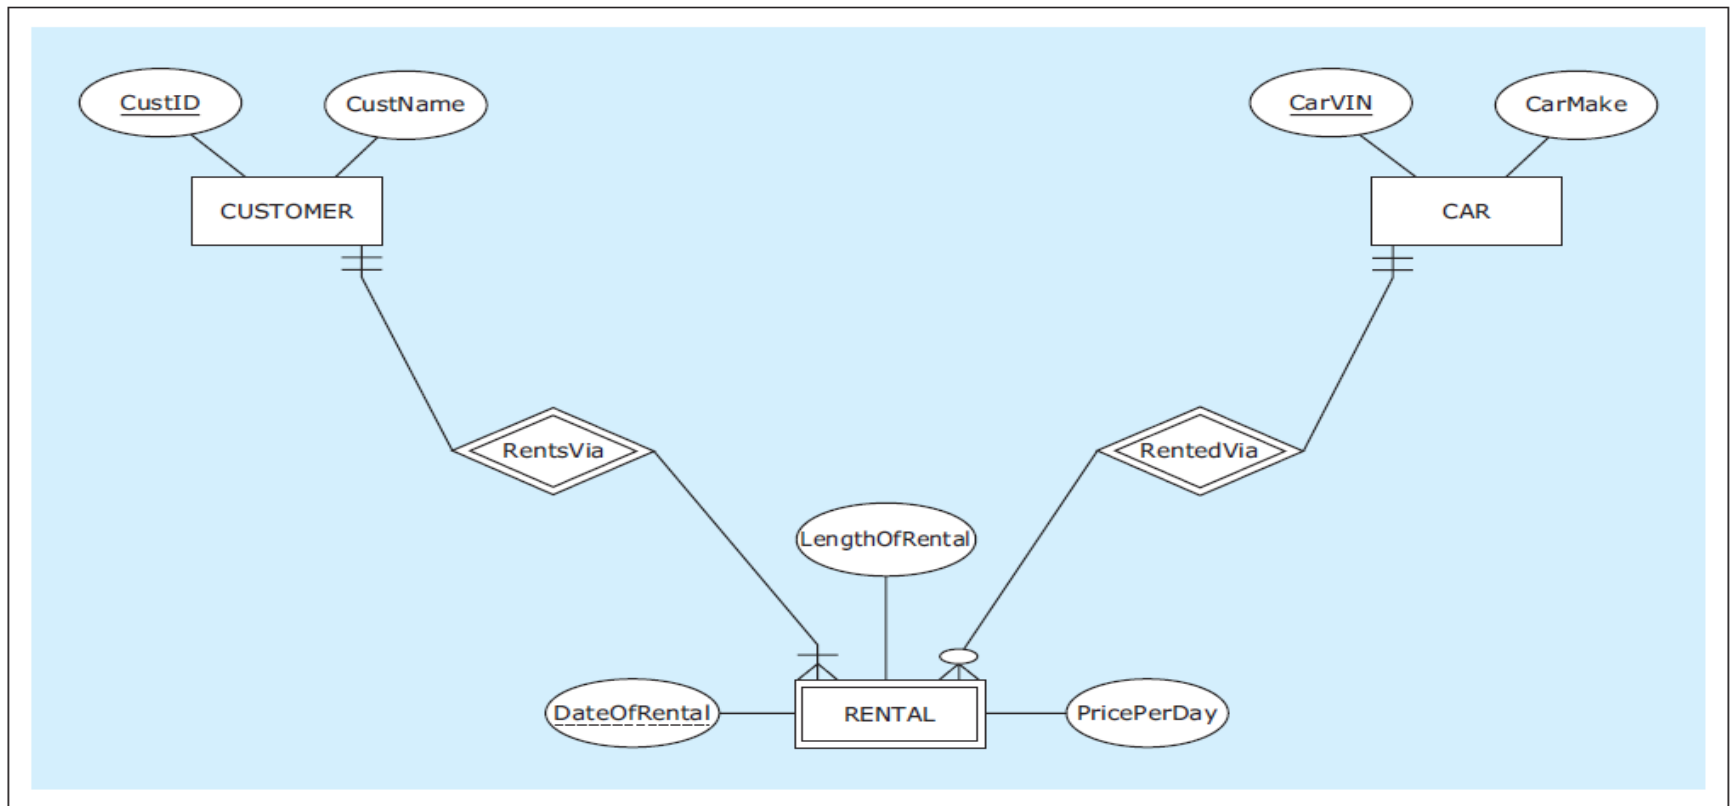 CustID
CustName
CarVIN
CarMake
CUSTOMER
CAR
RentsVia
RentedVia
LengthOfRental
DateOfRental
RENTAL
PricePerDay